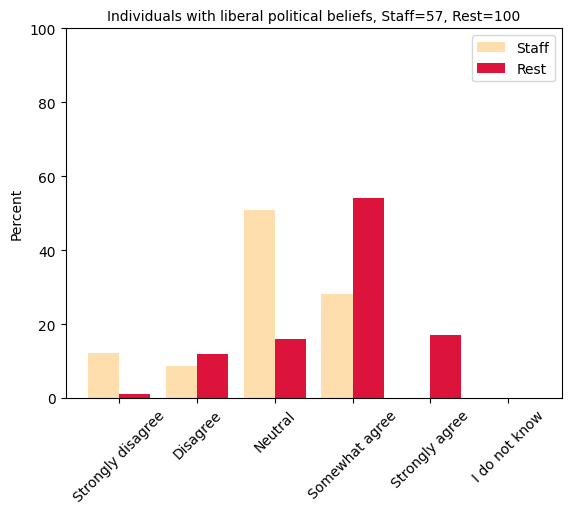 Individuals with liberal political beliefs, Staff=57, Rest=100
100
80
60
40
20
0
Percent
Staff
Rest
Strongly disagree
Disagree
Neutral
Somewhat agree
Strongly agree
I do not know